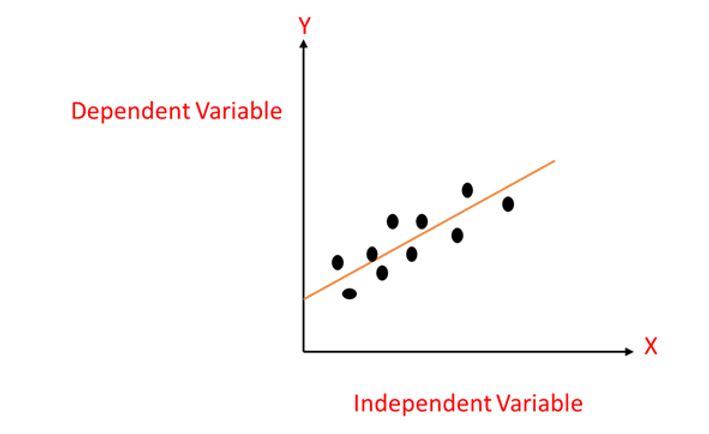 Y
Dependent Variable
X
Independent Variable